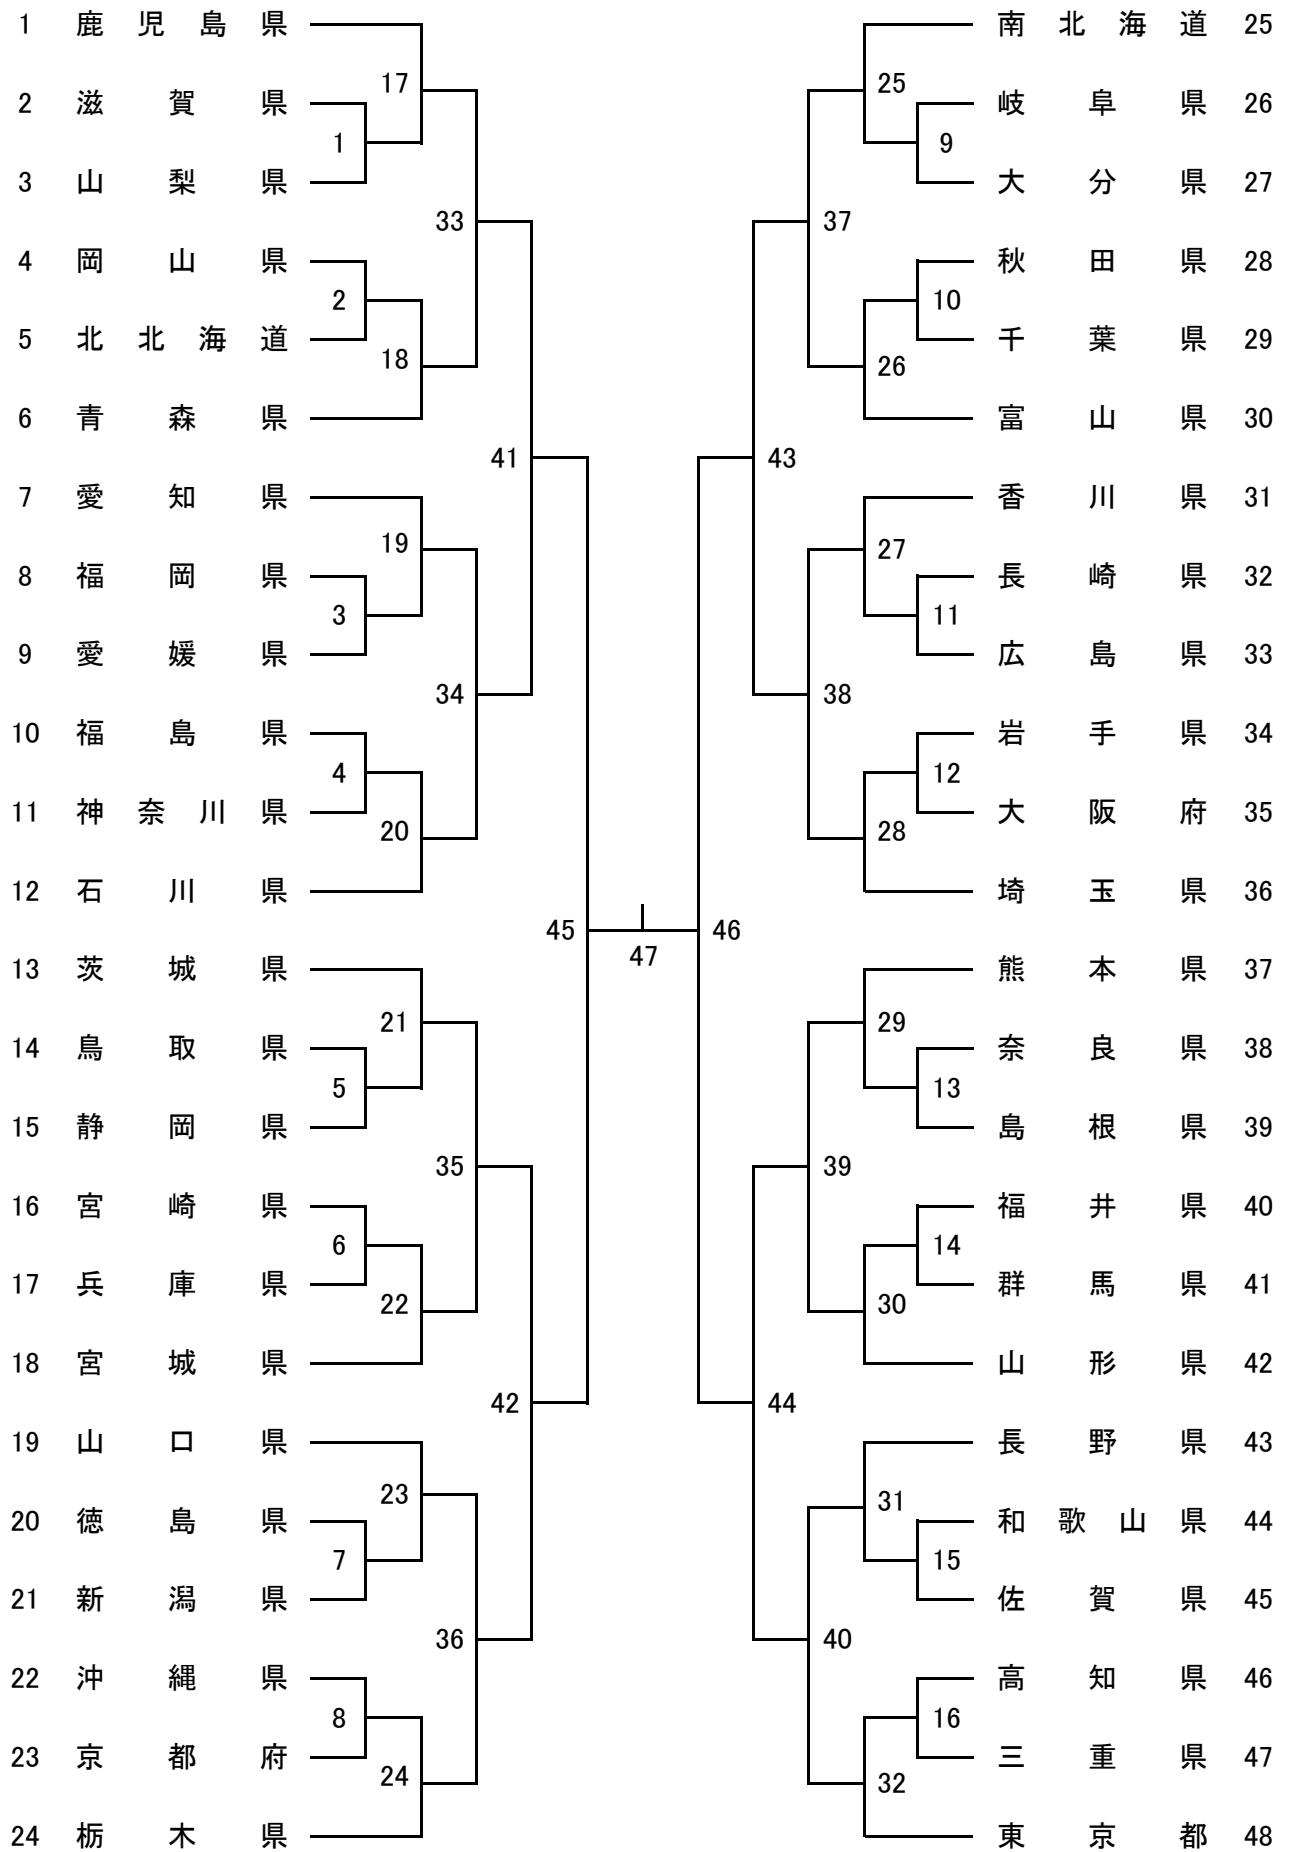 1 鹿児島県
17
2 滋賀県
1
3 山梨県
33
4 岡山県
2
5 北北海道
18
6 青森県
41
7 愛知県
19
8 福岡県
3
9 愛媛県
34
10 福島県
4
11 神奈川県
20
12 石川県
45
13 茨城県
21
14 鳥取県
5
15 静岡県
35
16 宮崎県
6
17 兵庫県
22
18 宮城県
42
19 山口県
23
20 徳島県
7
21 新潟県
36
22 沖縄県
8
23 京都府
24
24 栃木県
47
南北海道 25
25
岐阜県 26
9
大分県 27
37
秋田県 28
10
千葉県 29
26
富山県 30
43
香川県 31
27
長崎県 32
11
広島県 33
38
岩手県 34
12
大阪府 35
28
埼玉県 36
46
熊本県 37
29
奈良県 38
13
島根県 39
39
福井県 40
14
群馬県 41
30
山形県 42
44
長野県 43
31
和歌山県 44
15
佐賀県 45
40
高知県 46
16
三重県 47
32
東京都 48